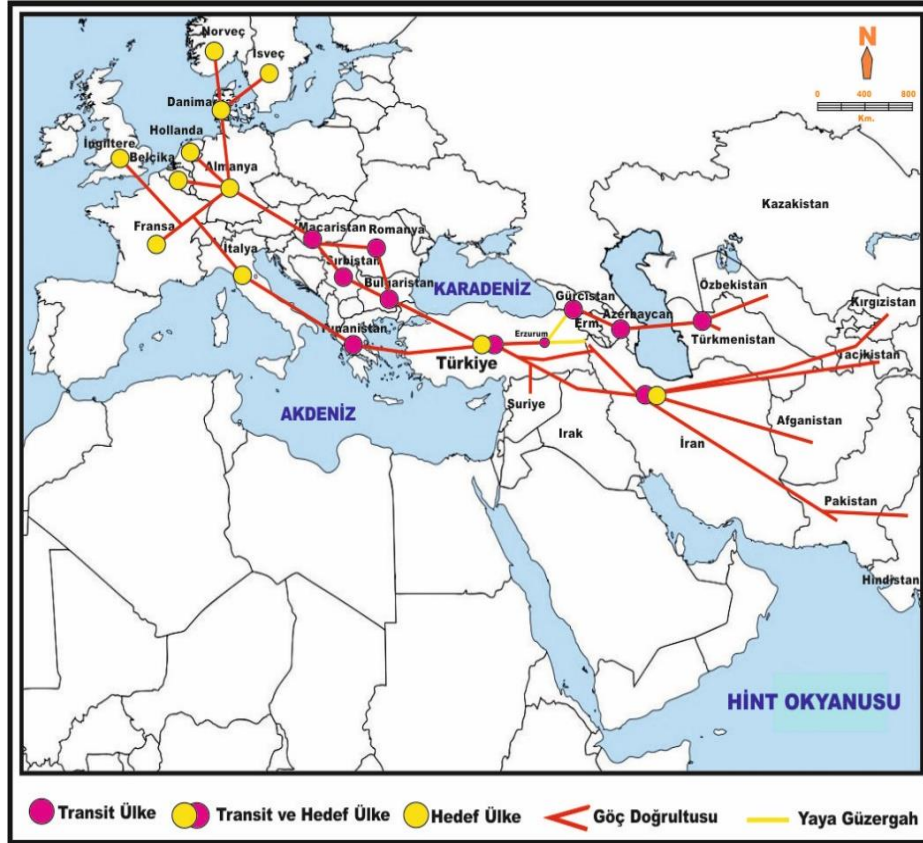 Norveç
İsveç
N
Danimar
0 400 800
Km.
Hollanda
İngiltere
Belçika
Almanya
Kazakistan
Fransa
Macaristan
Romanya
İtalya
Sırbistan
Bulgaristan
KARADENİZ
Gürcistan
Özbekistan
Kırgızistan
Azerbaycan
Erm.
Erzurum
Türkmenistan
Yunanistan
Türkiye
Tacikistan
Suriye
AKDENİZ
Irak
İran
Afganistan
Pakistan
Hindistan
HİNT OKYANUSU
Transit Ülke
Transit ve Hedef Ülke
Hedef Ülke
Göç Doğrultusu
Yaya Güzergah